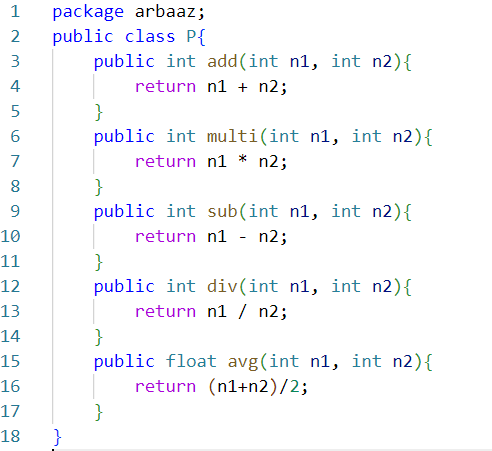 1 package arbaaz;
2 public class P{
3 public int add(int n1, int n2){
4 return n1 + n2;
5 }
6 public int multi(int n1, int n2){
7 return n1 * n2;
8 }
9 public int sub(int n1, int n2){
10 return n1 - n2;
11 }
12 public int div(int n1, int n2){
13 return n1 / n2;
14 }
15 public float avg(int n1, int n2){
16 return (n1+n2)/2;
17 }
18 }